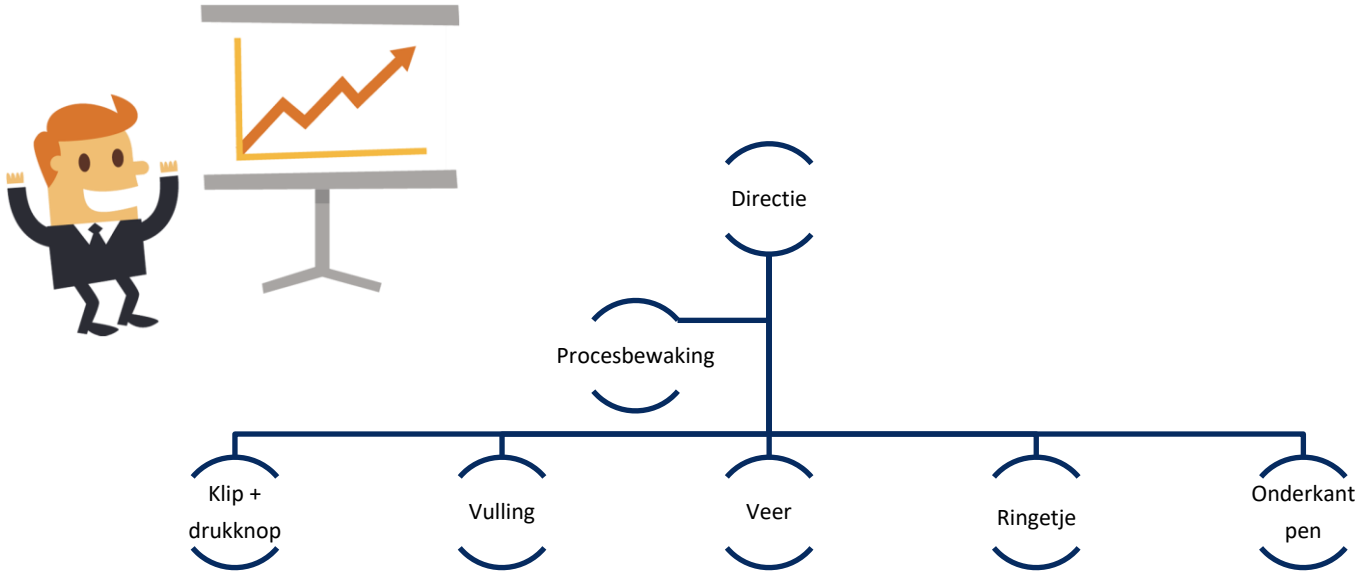 Directie
Procesbewaking
Klip +
drukknop
Vulling
Veer
Ringetje
Onderkant
pen